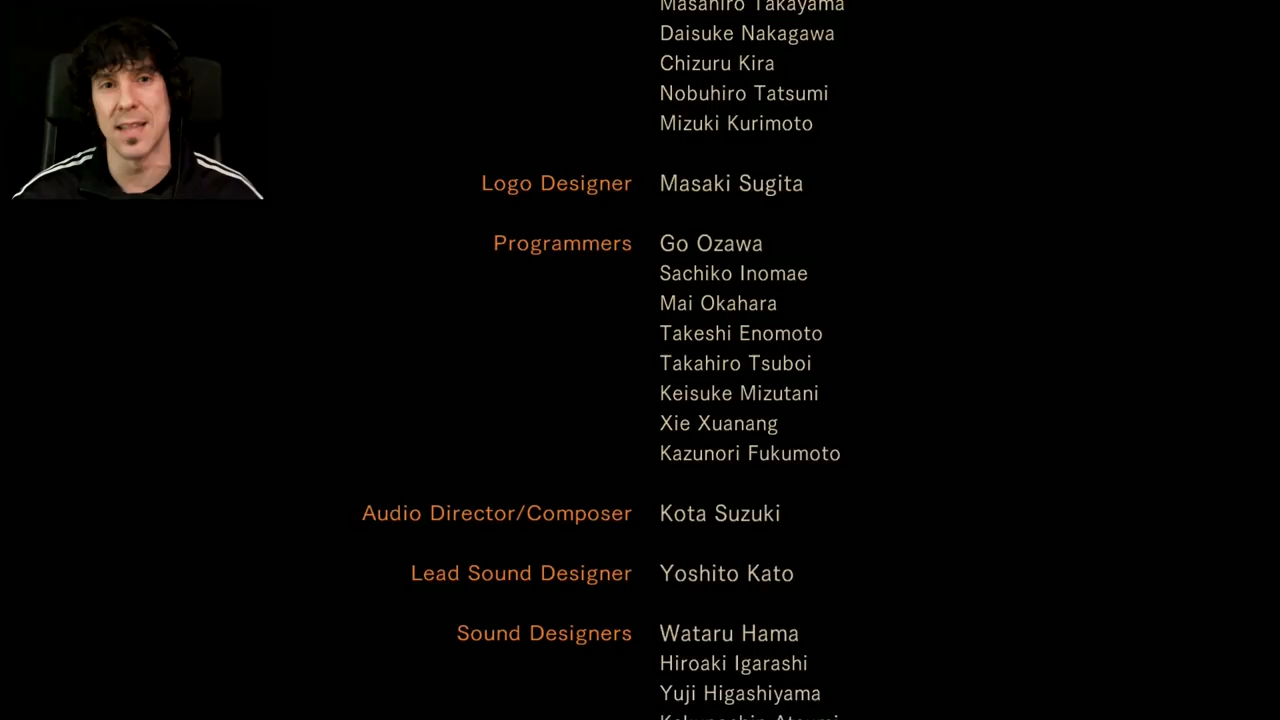 Masahiro Takayama
Daisuke Nakagawa
Chizuru Kira
Nobuhiro Tatsumi
Mizuki Kurimoto
Logo Designer Masaki Sugita
Programmers Go Ozawa
Sachiko Inomae
Mai Okahara
Takeshi Enomoto
Takahiro Tsuboi
Keisuke Mizutani
Xie Xuanang
Kazunori Fukumoto
Audio Director/Composer Kota Suzuki
Lead Sound Designer Yoshito Kato
Sound Designers Wataru Hama
Hiroaki Igarashi
Yuji Higashiyama